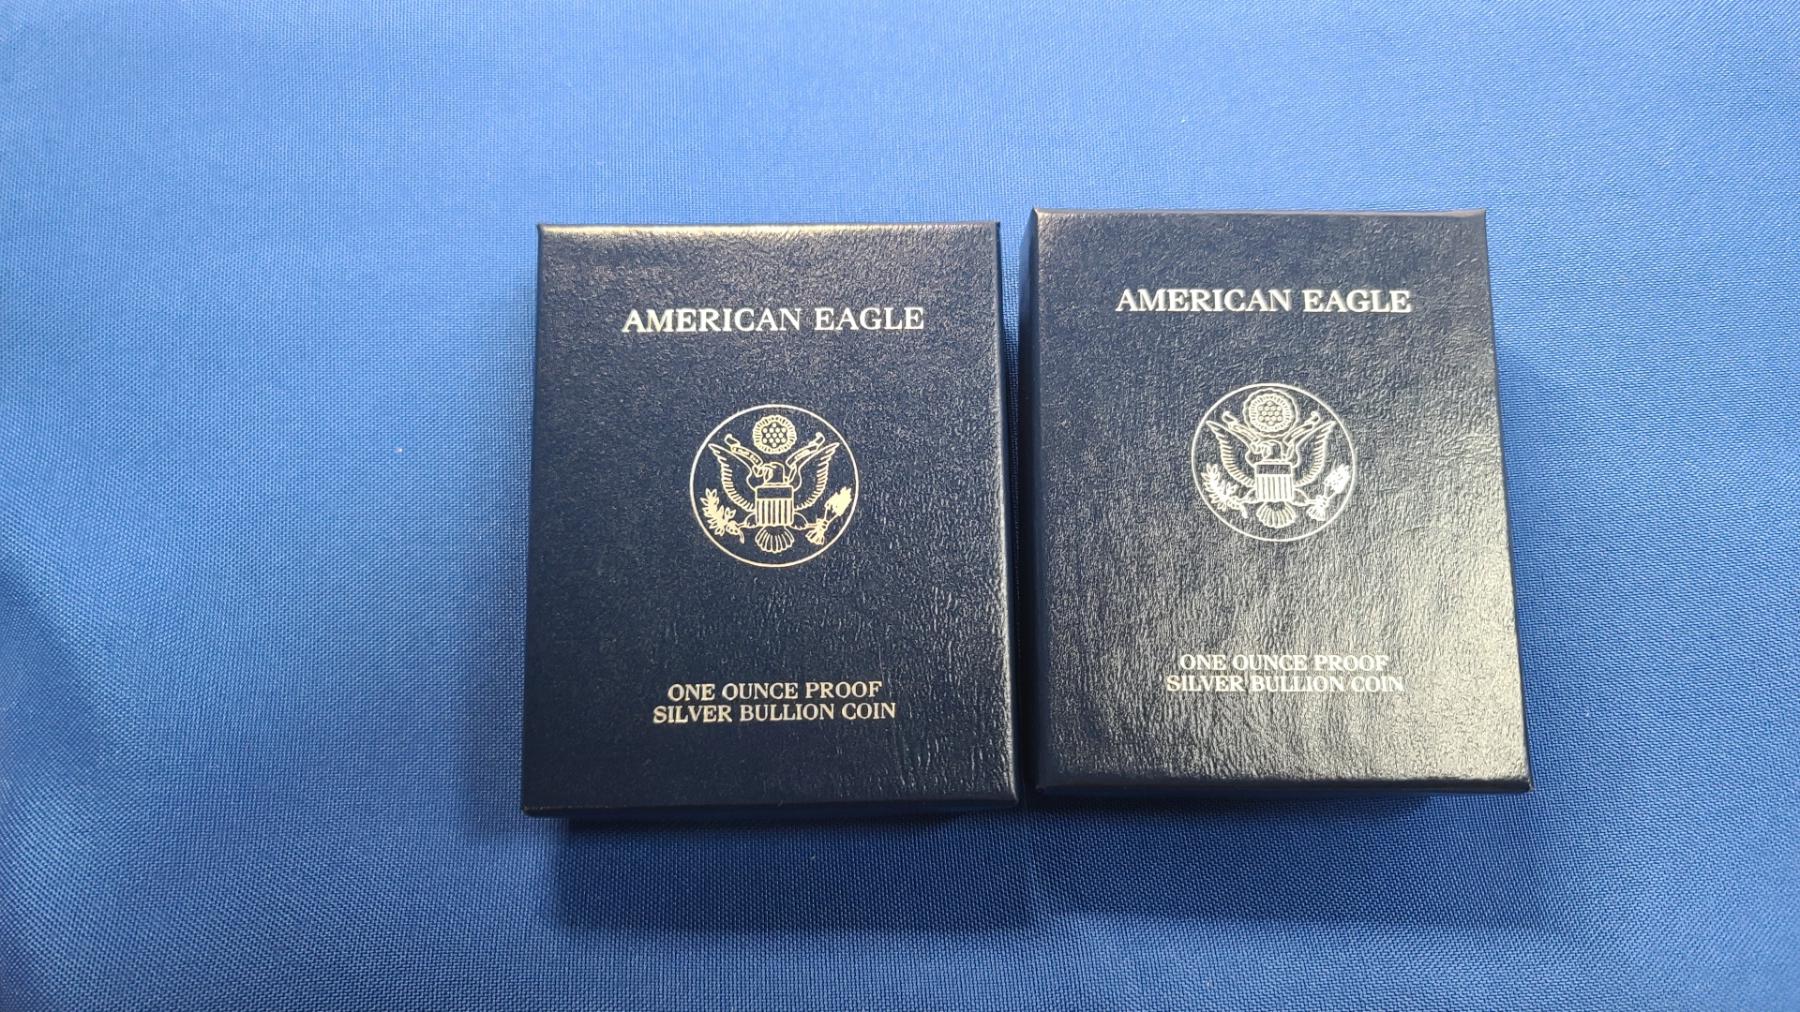 AMERICAN EAGLE
ONE OUNCE PROOF
SILVER BULLION COIN
AMERICAN EAGLE
ONE OUNCE PROOF
SILVER BULLION COIN